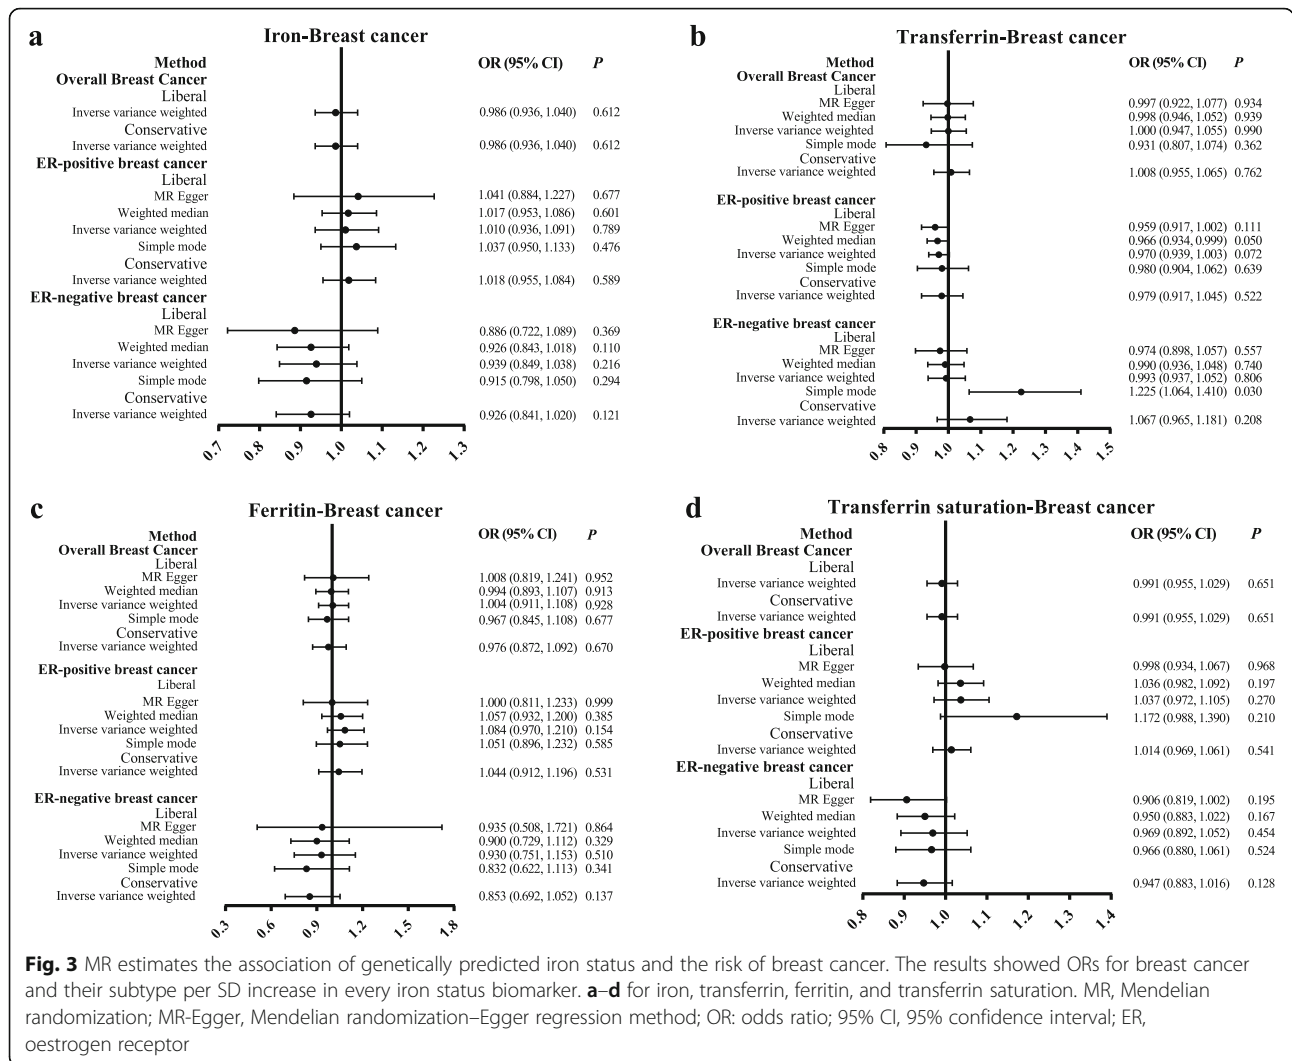 a
Iron-Breast cancer
Method OR (95% CI) P
Overall Breast Cancer
Liberal
Inverse variance weighted 0.986 (0.936, 1.040) 0.612
Conservative
Inverse variance weighted 0.986 (0.936, 1.040) 0.612
ER-positive breast cancer
Liberal
MR Egger 1.041 (0.884, 1.227) 0.677
Weighted median 1.017 (0.953, 1.086) 0.601
Inverse variance weighted 1.010 (0.936, 1.091) 0.789
Simple mode 1.037 (0.950, 1.133) 0.476
Conservative
Inverse variance weighted 1.018 (0.955, 1.084) 0.589
ER-negative breast cancer
Liberal
MR Egger 0.886 (0.722, 1.089) 0.369
Weighted median 0.926 (0.843, 1.018) 0.110
Inverse variance weighted 0.939 (0.849, 1.038) 0.216
Simple mode 0.915 (0.798, 1.050) 0.294
Conservative
Inverse variance weighted 0.926 (0.841, 1.020) 0.121
0.7 0.8 0.9 1.0 1.1 1.2 1.3
b
Transferrin-Breast cancer
Method OR (95% CI) P
Overall Breast Cancer
Liberal
MR Egger 0.997 (0.922, 1.077) 0.934
Weighted median 0.998 (0.946, 1.052) 0.939
Inverse variance weighted 1.000 (0.947, 1.055) 0.990
Simple mode 0.931 (0.807, 1.074) 0.362
Conservative
Inverse variance weighted 1.008 (0.955, 1.065) 0.762
ER-positive breast cancer
Liberal
MR Egger 0.959 (0.917, 1.002) 0.111
Weighted median 0.966 (0.934, 0.999) 0.050
Inverse variance weighted 0.970 (0.939, 1.003) 0.072
Simple mode 0.980 (0.904, 1.062) 0.639
Conservative
Inverse variance weighted 0.979 (0.917, 1.045) 0.522
ER-negative breast cancer
Liberal
MR Egger 0.974 (0.898, 1.057) 0.557
Weighted median 0.990 (0.936, 1.048) 0.740
Inverse variance weighted 0.993 (0.937, 1.052) 0.806
Simple mode 1.225 (1.064, 1.410) 0.030
Conservative
Inverse variance weighted 1.067 (0.965, 1.181) 0.208
0.8 0.9 1.0 1.1 1.2 1.3 1.4 1.5
c
Ferritin-Breast cancer
Method OR (95% CI) P
Overall Breast Cancer
Liberal
MR Egger 1.008 (0.819, 1.241) 0.952
Weighted median 0.994 (0.893, 1.107) 0.913
Inverse variance weighted 1.004 (0.911, 1.108) 0.928
Simple mode 0.967 (0.845, 1.108) 0.677
Conservative
Inverse variance weighted 0.976 (0.872, 1.092) 0.670
ER-positive breast cancer
Liberal
MR Egger 1.000 (0.811, 1.233) 0.999
Weighted median 1.057 (0.932, 1.200) 0.385
Inverse variance weighted 1.084 (0.970, 1.210) 0.154
Simple mode 1.051 (0.896, 1.232) 0.585
Conservative
Inverse variance weighted 1.044 (0.912, 1.196) 0.531
ER-negative breast cancer
Liberal
MR Egger 0.935 (0.508, 1.721) 0.864
Weighted median 0.900 (0.729, 1.112) 0.329
Inverse variance weighted 0.930 (0.751, 1.153) 0.510
Simple mode 0.832 (0.622, 1.113) 0.341
Conservative
Inverse variance weighted 0.853 (0.692, 1.052) 0.137
0.3 0.6 0.9 1.2 1.5 1.8
d
Transferrin saturation-Breast cancer
Method OR (95% CI) P
Overall Breast Cancer
Liberal
Inverse variance weighted 0.991 (0.955, 1.029) 0.651
Conservative
Inverse variance weighted 0.991 (0.955, 1.029) 0.651
ER-positive breast cancer
Liberal
MR Egger 0.998 (0.934, 1.067) 0.968
Weighted median 1.036 (0.982, 1.092) 0.197
Inverse variance weighted 1.037 (0.972, 1.105) 0.270
Simple mode 1.172 (0.988, 1.390) 0.210
Conservative
Inverse variance weighted 1.014 (0.969, 1.061) 0.541
ER-negative breast cancer
Liberal
MR Egger 0.906 (0.819, 1.002) 0.195
Weighted median 0.950 (0.883, 1.022) 0.167
Inverse variance weighted 0.969 (0.892, 1.052) 0.454
Simple mode 0.966 (0.880, 1.061) 0.524
Conservative
Inverse variance weighted 0.947 (0.883, 1.016) 0.128
0.8 0.9 1.0 1.1 1.2 1.3 1.4
Fig. 3 MR estimates the association of genetically predicted iron status and the risk of breast cancer. The results showed ORs for breast cancer
and their subtype per SD increase in every iron status biomarker. a–d for iron, transferrin, ferritin, and transferrin saturation. MR, Mendelian
randomization; MR-Egger, Mendelian randomization–Egger regression method; OR: odds ratio; 95% CI, 95% confidence interval; ER,
oestrogen receptor